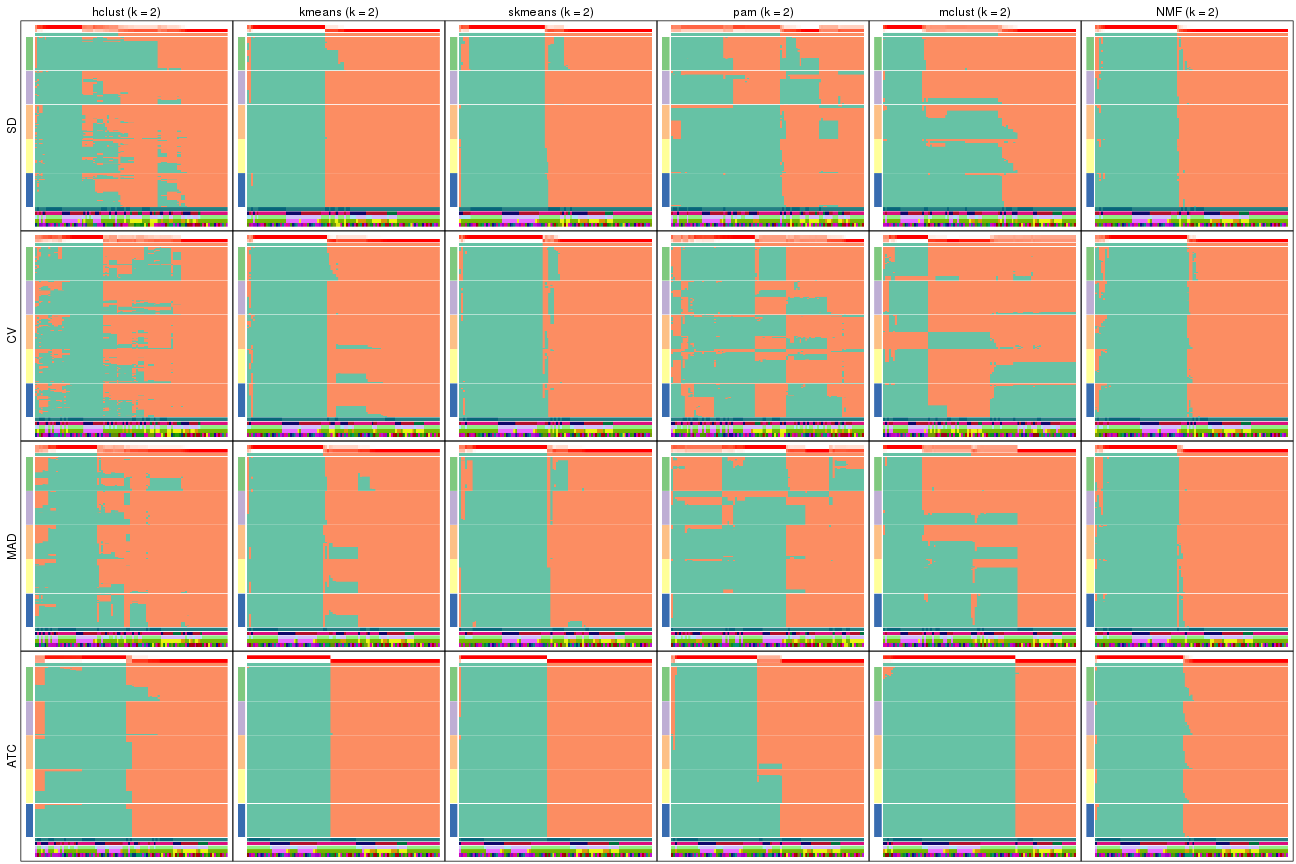 hclust (k = 2) kmeans (k = 2) skmeans (k = 2) pam (k = 2) mclust (k = 2) NMF (k = 2)
SD
CV
MAD
ATC